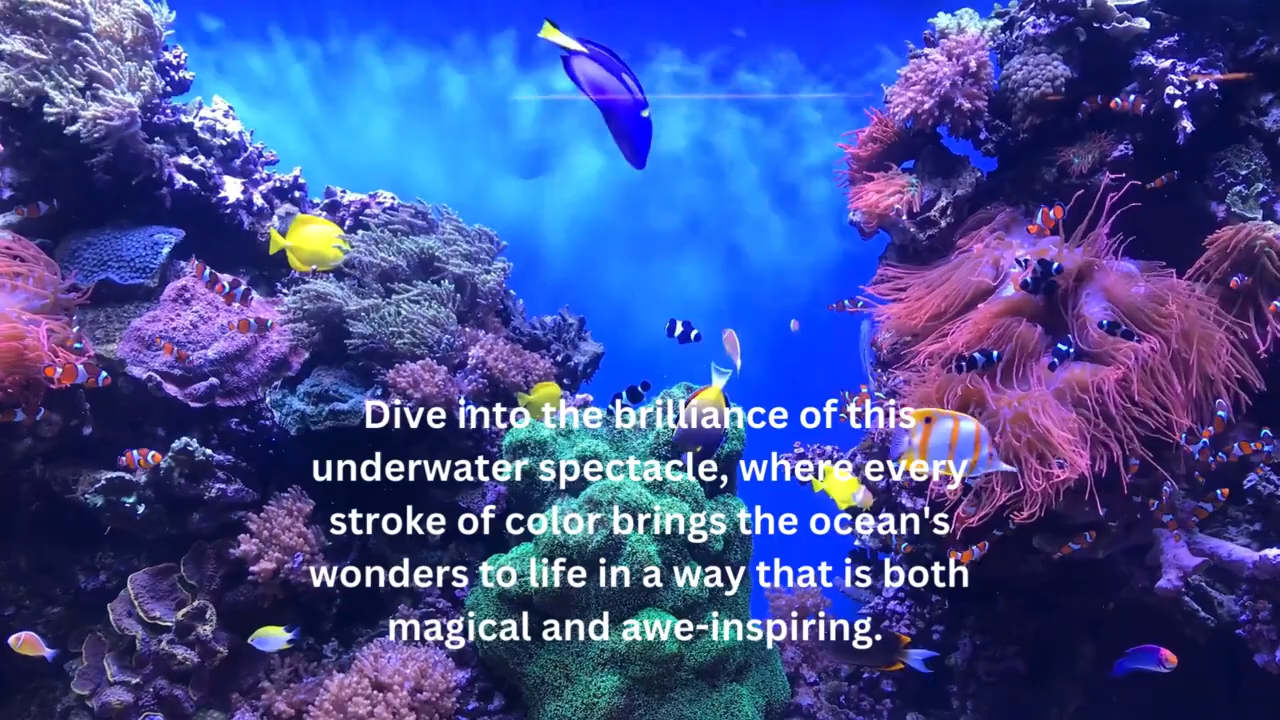 Dive into the brilliance of this
underwater spectacle, where every
stroke of color brings the ocean's
wonders to life in a way that is both
magical and awe-inspiring.